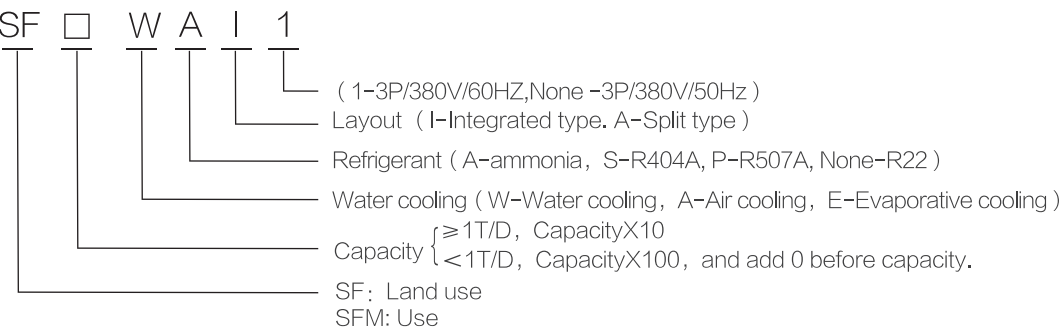 SF □ W A I 1
( 1-3P/380V/60HZ,None -3P/380V/50Hz )
Layout ( I-Integrated type. A-Split type )
Refrigerant ( A-ammonia, S-R404A, P-R507A, None-R22 )
Water cooling ( W-Water cooling, A-Air cooling, E-Evaporative cooling )
≥1T/D, CapacityX10
Capacity {
<1T/D, CapacityX100, and add 0 before capacity.
SF: Land use
SFM: Use